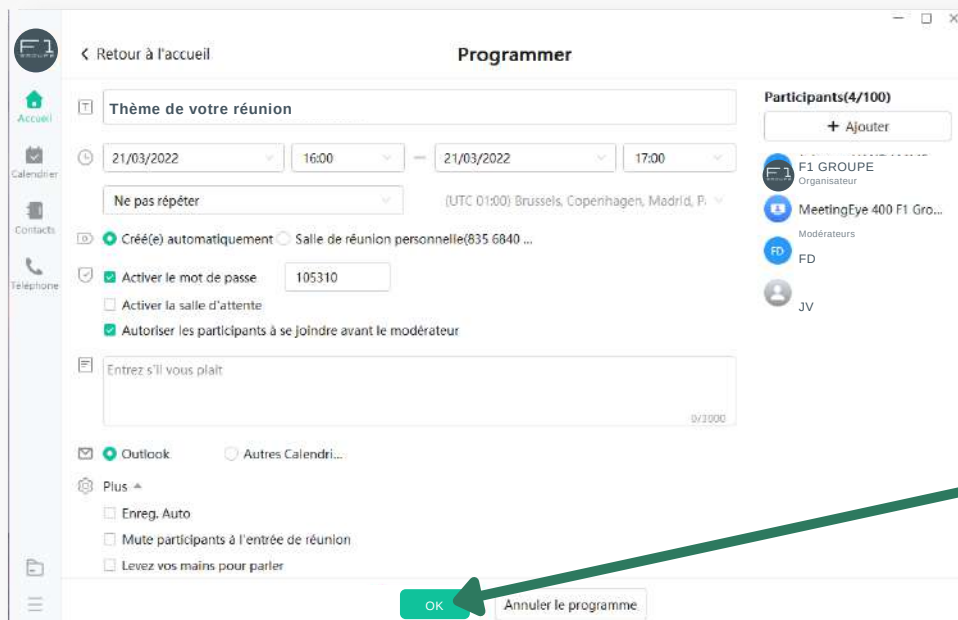 F1
GROUPE
Retour à l'accueil
Programmer
Accueil
Calendrier
Contacts
Téléphone
Thème de votre réunion
21/03/2022 16:00 — 21/03/2022 17:00
Ne pas répéter (UTC 01:00) Brussels, Copenhagen, Madrid, P.
Créé(e) automatiquement Salle de réunion personnelle(835 6840 ...
Activer le mot de passe 105310
Activer la salle d'attente
Autoriser les participants à se joindre avant le modérateur
Entrez s'il vous plait
0/3000
Outlook Autres Calendri...
Plus
Enreg. Auto
Mute participants à l'entrée de réunion
Levez vos mains pour parler
OK Annuler le programme
Participants(4/100)
+ Ajouter
F1
F1 GROUPE
Organisateur
MeetingEye 400 F1 Gro...
Modérateurs
FD FD
JV